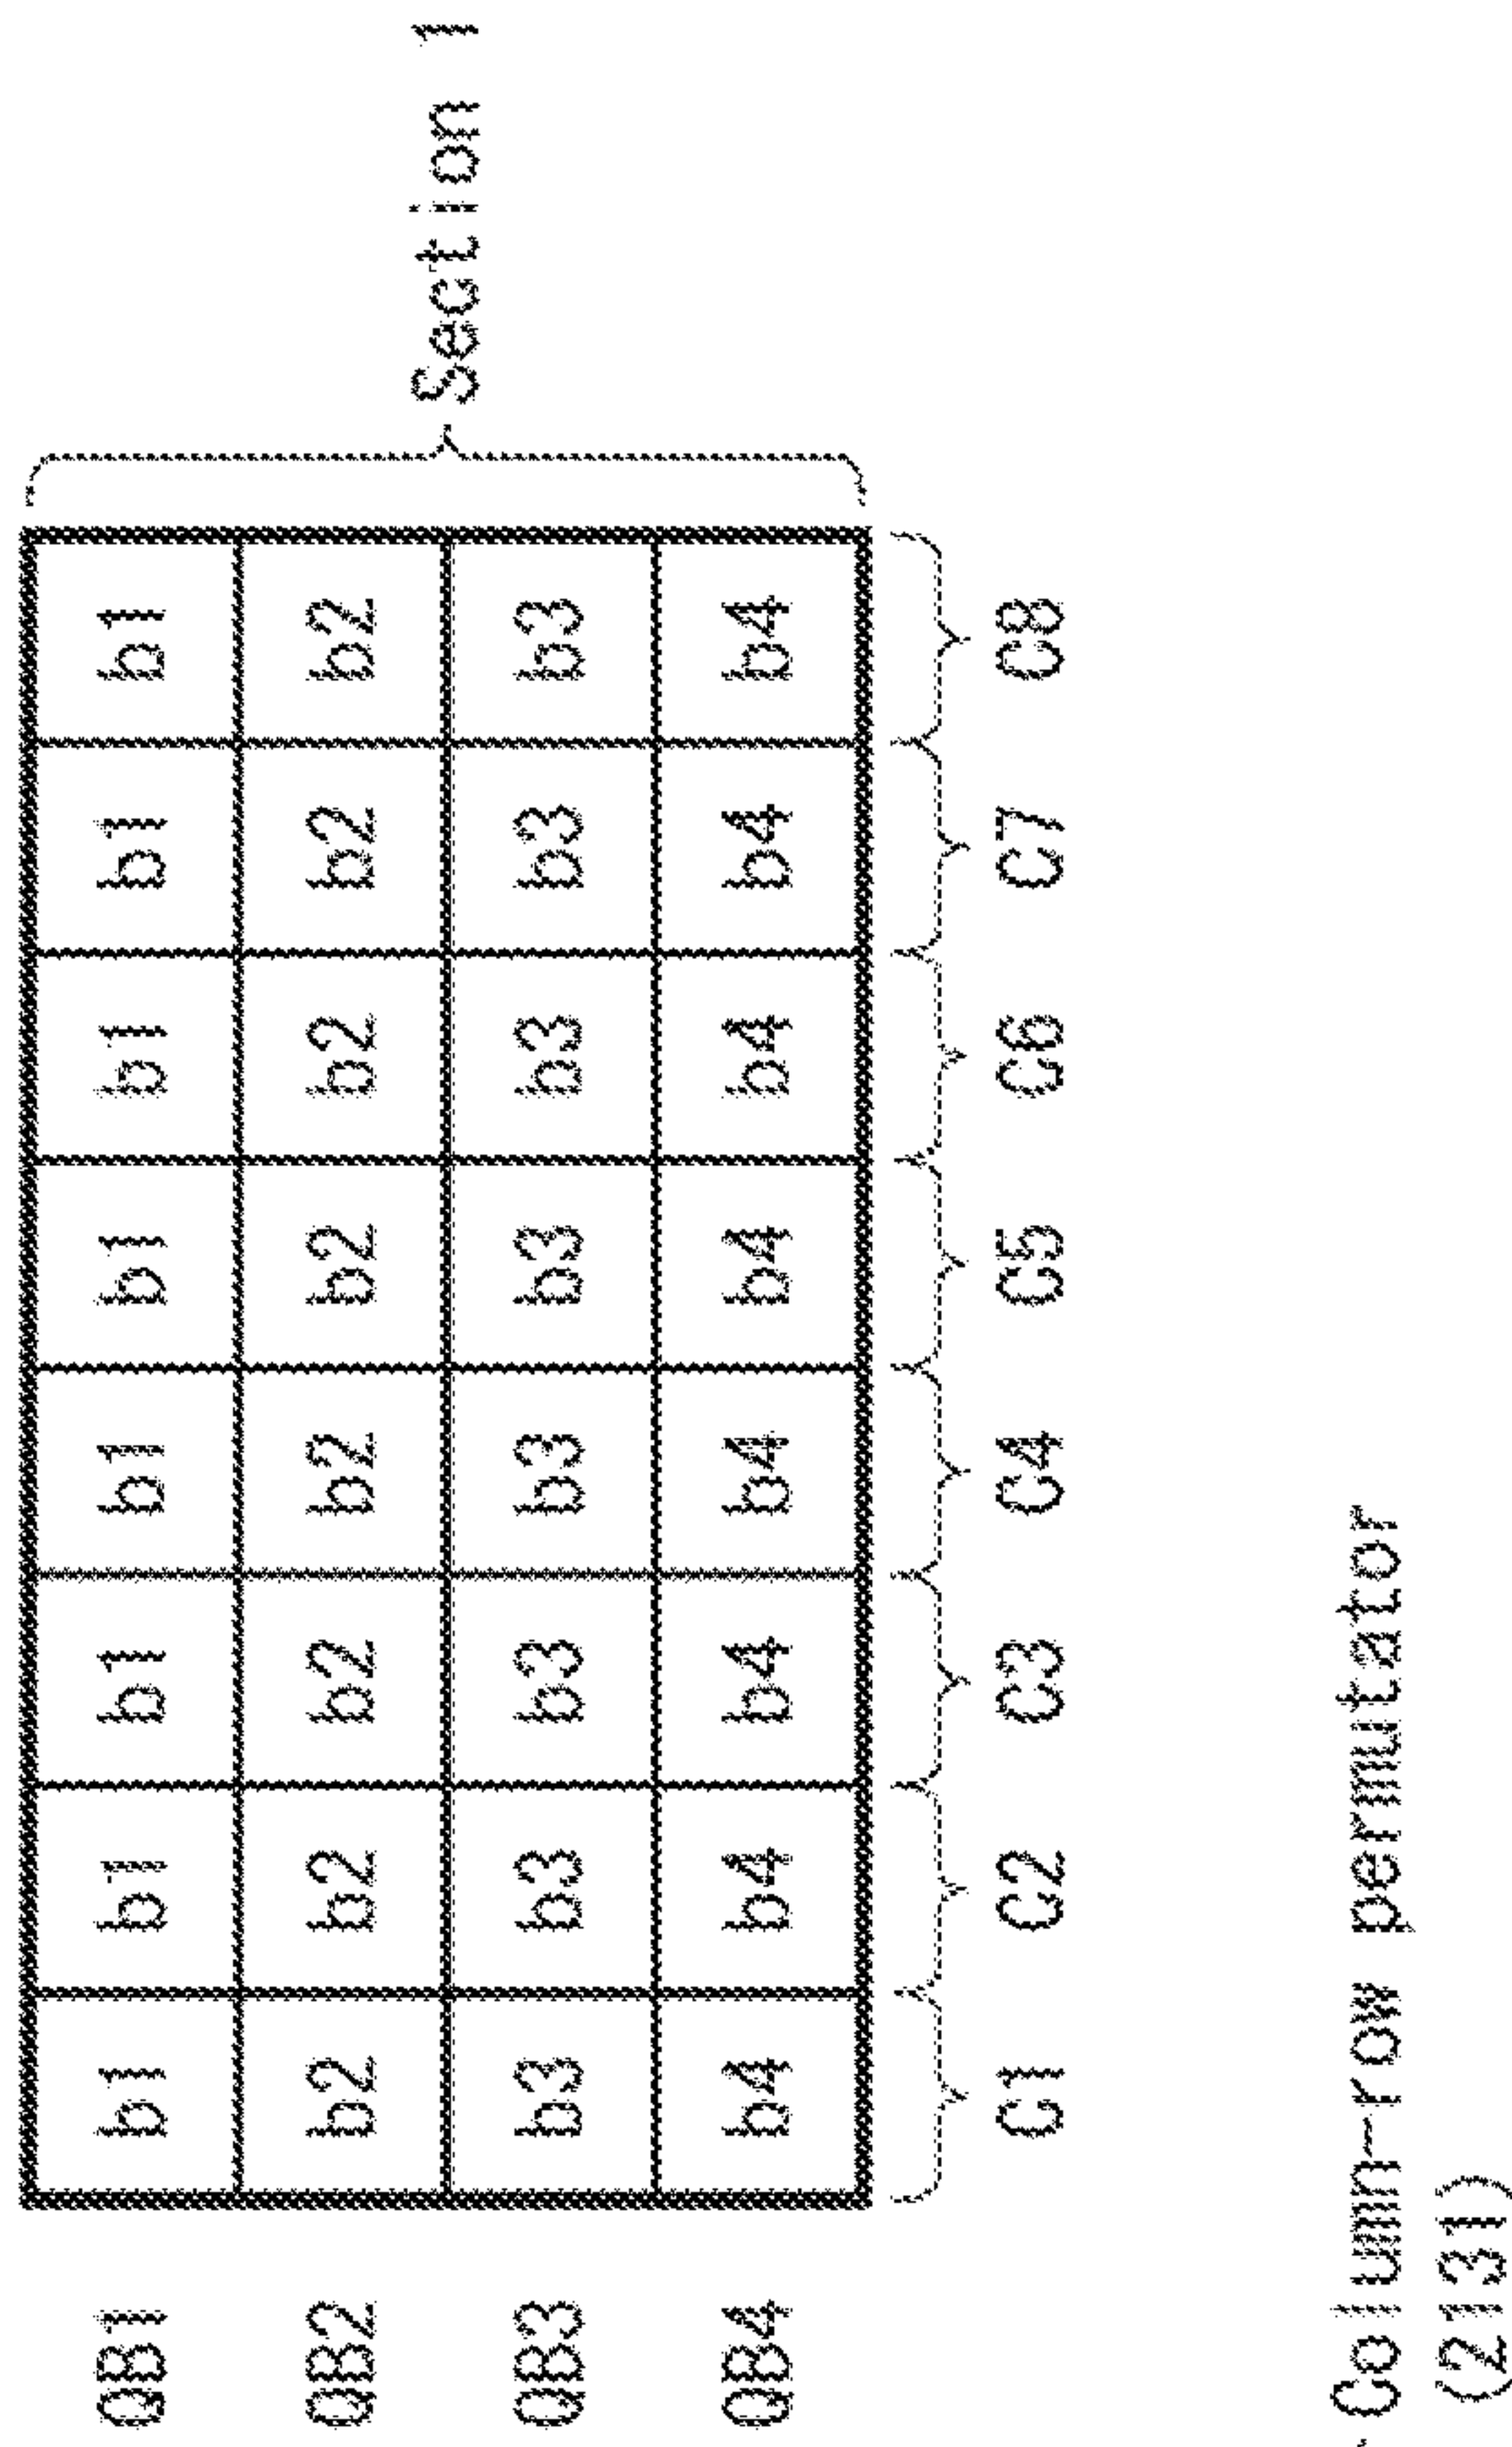 QB1 b1 b1 b1 b1 b1 b1 b1 b1
QB2 b2 b2 b2 b2 b2 b2 b2 b2
Section 1
QB3 b3 b3 b3 b3 b3 b3 b3 b3
QB4 b4 b4 b4 b4 b4 b4 b4 b4
C1 C2 C3 C4 C5 C6 C7 C8
Column-row permutator
(2131)